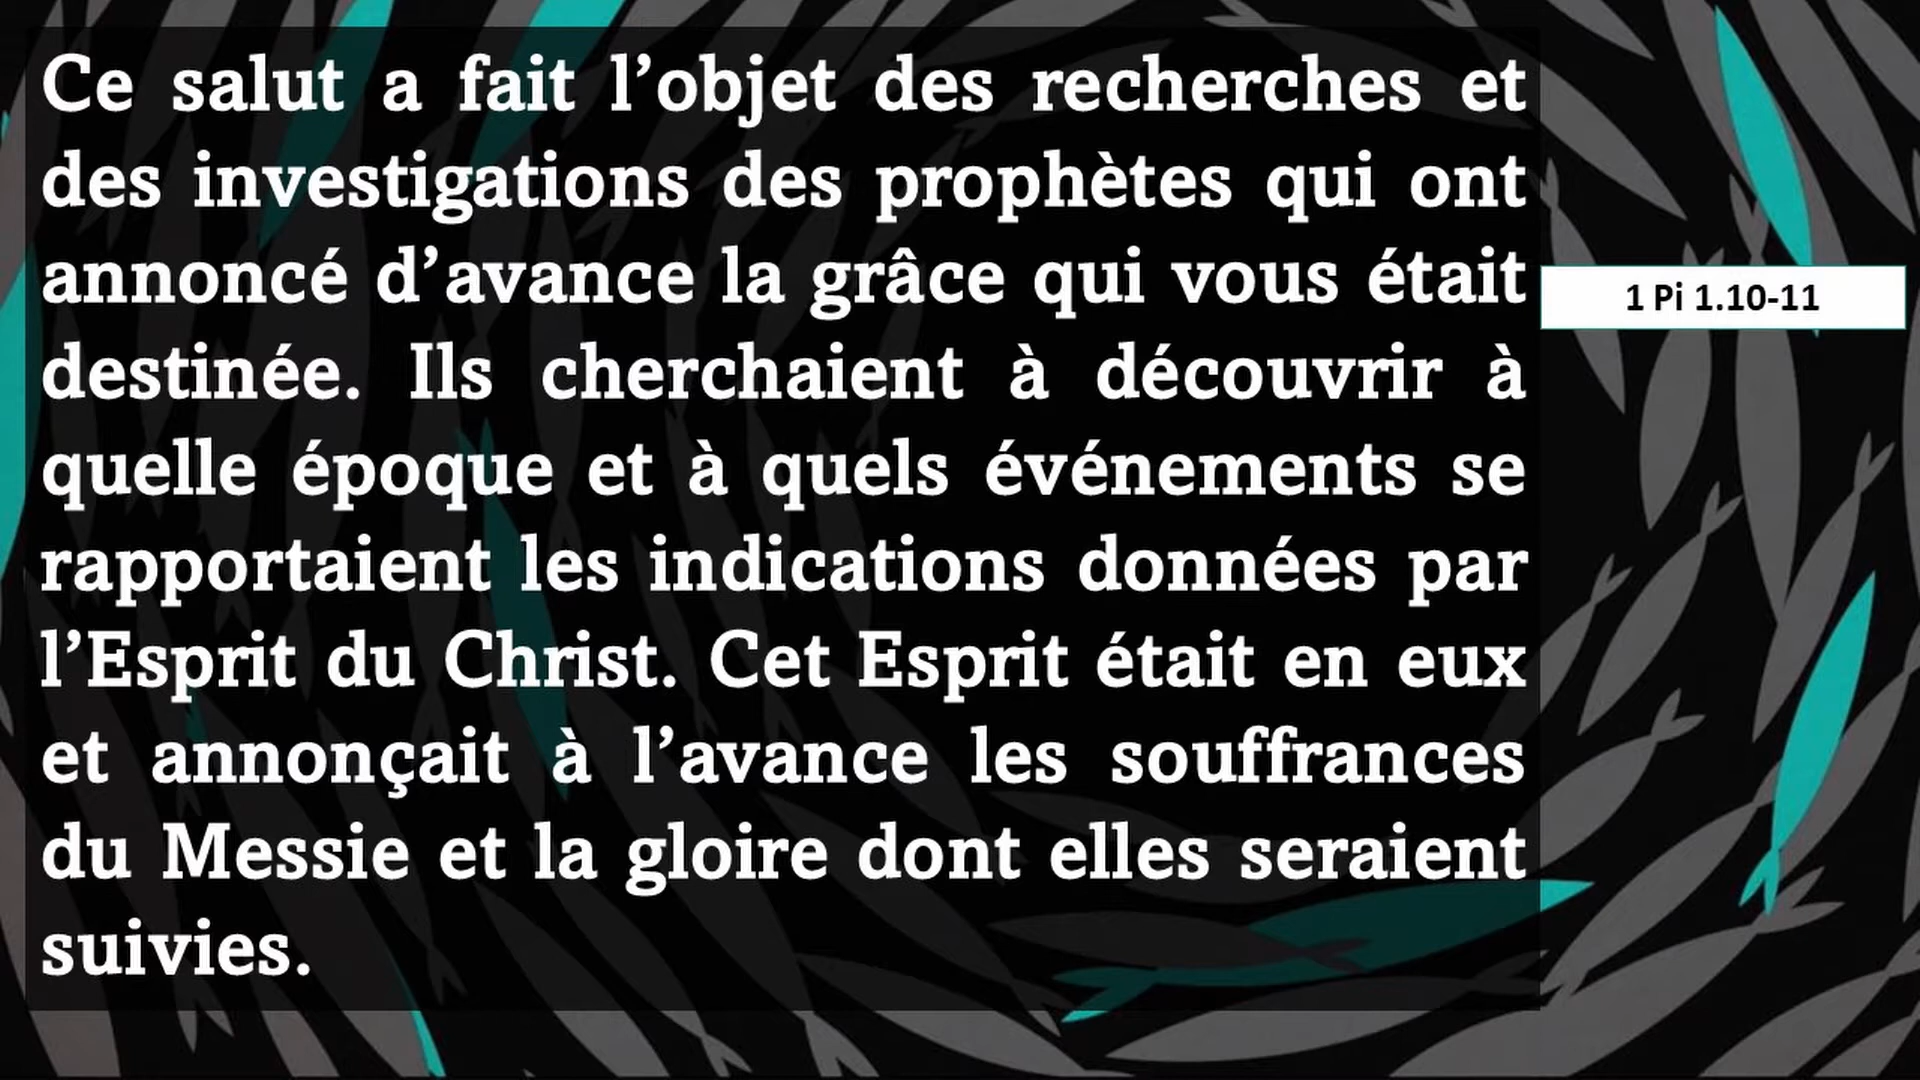 Ce salut a fait l’objet des recherches et
des investigations des prophètes qui ont
annoncé d’avance la grâce qui vous était
destinée. Ils cherchaient à découvrir à
quelle époque et à quels événements se
rapportaient les indications données par
l’Esprit du Christ. Cet Esprit était en eux
et annonçait à l’avance les souffrances
du Messie et la gloire dont elles seraient
suivies.
1 Pi 1.10-11